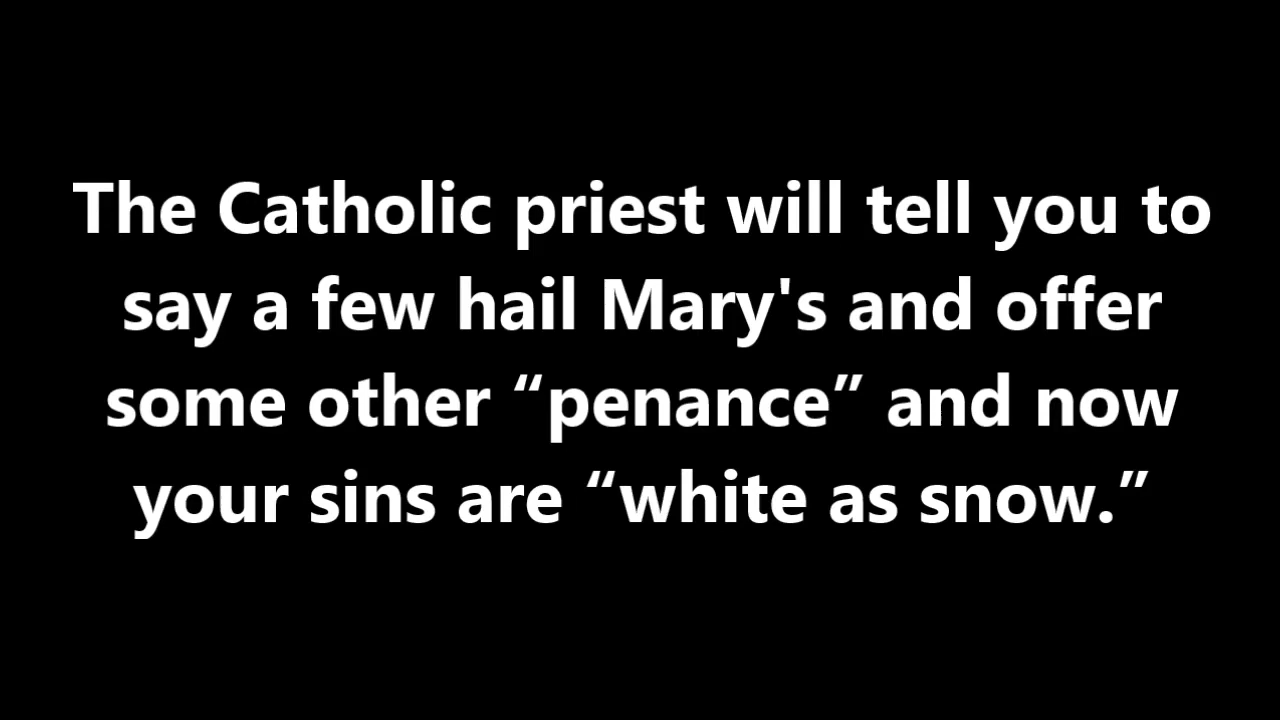 The Catholic priest will tell you to
say a few hail Mary's and offer
some other “penance” and now
your sins are “white as snow.”